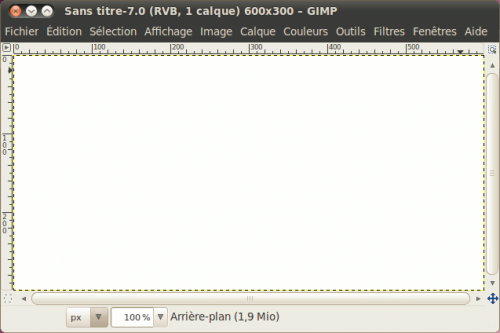 Sans titre-7.0 (RVB, 1 calque) 600x300 – GIMP
Fichier Édition Sélection Affichage Image Calque Couleurs Outils Filtres Fenêtres Aide
0 100 200 300 400 500
0
100
200
px 100 % Arrière-plan (1,9 Mio)